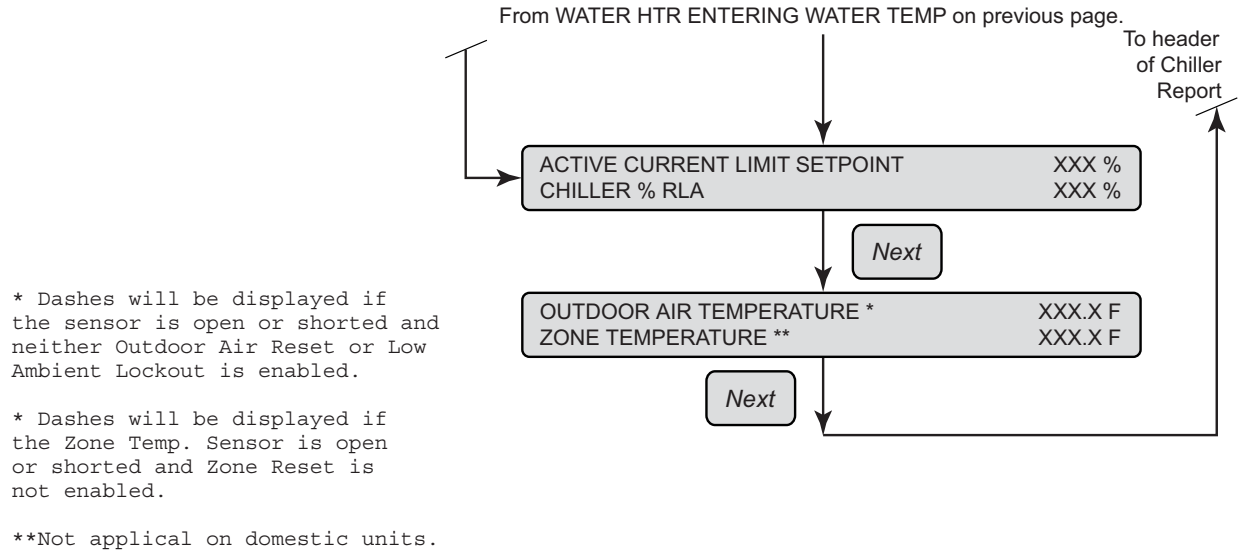 From WATER HTR ENTERING WATER TEMP on previous page.
To header
of Chiller
Report
ACTIVE CURRENT LIMIT SETPOINT XXX %
CHILLER % RLA XXX %
Next
OUTDOOR AIR TEMPERATURE * XXX.X F
ZONE TEMPERATURE ** XXX.X F
Next
* Dashes will be displayed if
the sensor is open or shorted and
neither Outdoor Air Reset or Low
Ambient Lockout is enabled.
* Dashes will be displayed if
the Zone Temp. Sensor is open
or shorted and Zone Reset is
not enabled.
**Not applical on domestic units.